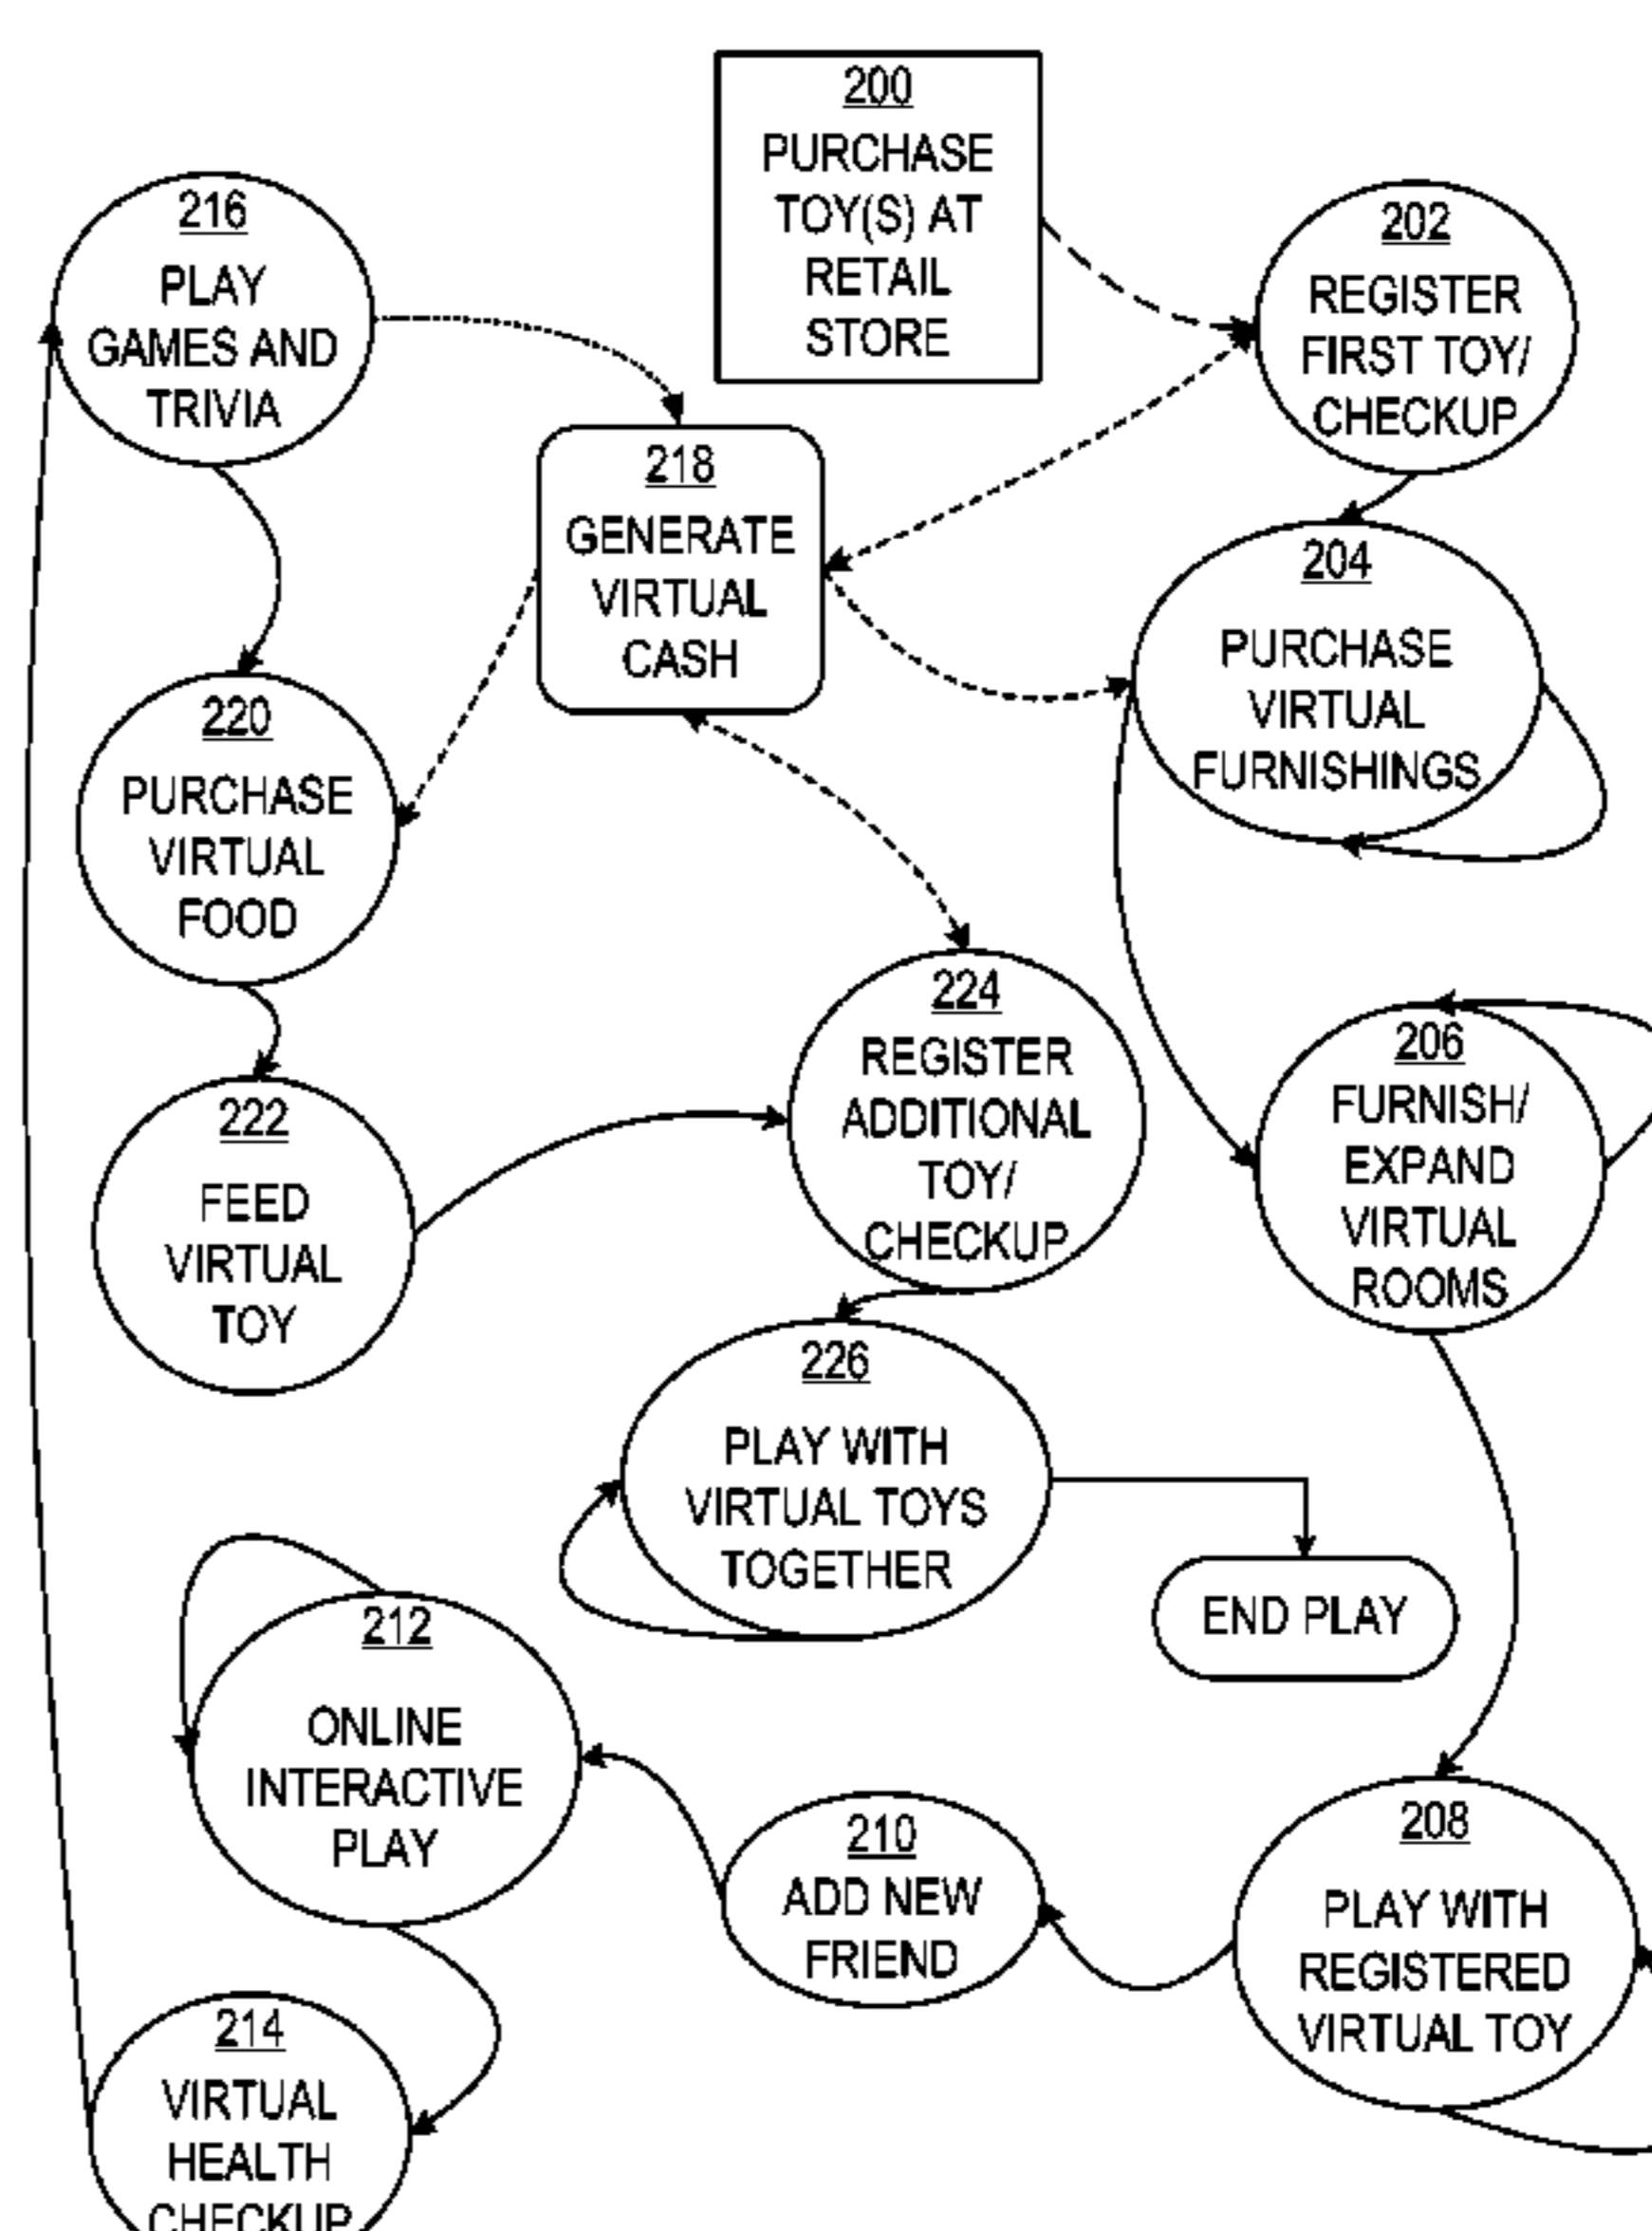 200
PURCHASE
TOY(S) AT
RETAIL
STORE
202
REGISTER
FIRST TOY/
CHECKUP
216
PLAY
GAMES AND
TRIVIA
218
GENERATE
VIRTUAL
CASH
204
PURCHASE
VIRTUAL
FURNISHINGS
220
PURCHASE
VIRTUAL
FOOD
224
REGISTER
ADDITIONAL
TOY/
CHECKUP
206
FURNISH/
EXPAND
VIRTUAL
ROOMS
222
FEED
VIRTUAL
TOY
226
PLAY WITH
VIRTUAL TOYS
TOGETHER
END PLAY
212
ONLINE
INTERACTIVE
PLAY
210
ADD NEW
FRIEND
208
PLAY WITH
REGISTERED
VIRTUAL TOY
214
VIRTUAL
HEALTH
CHECKUP